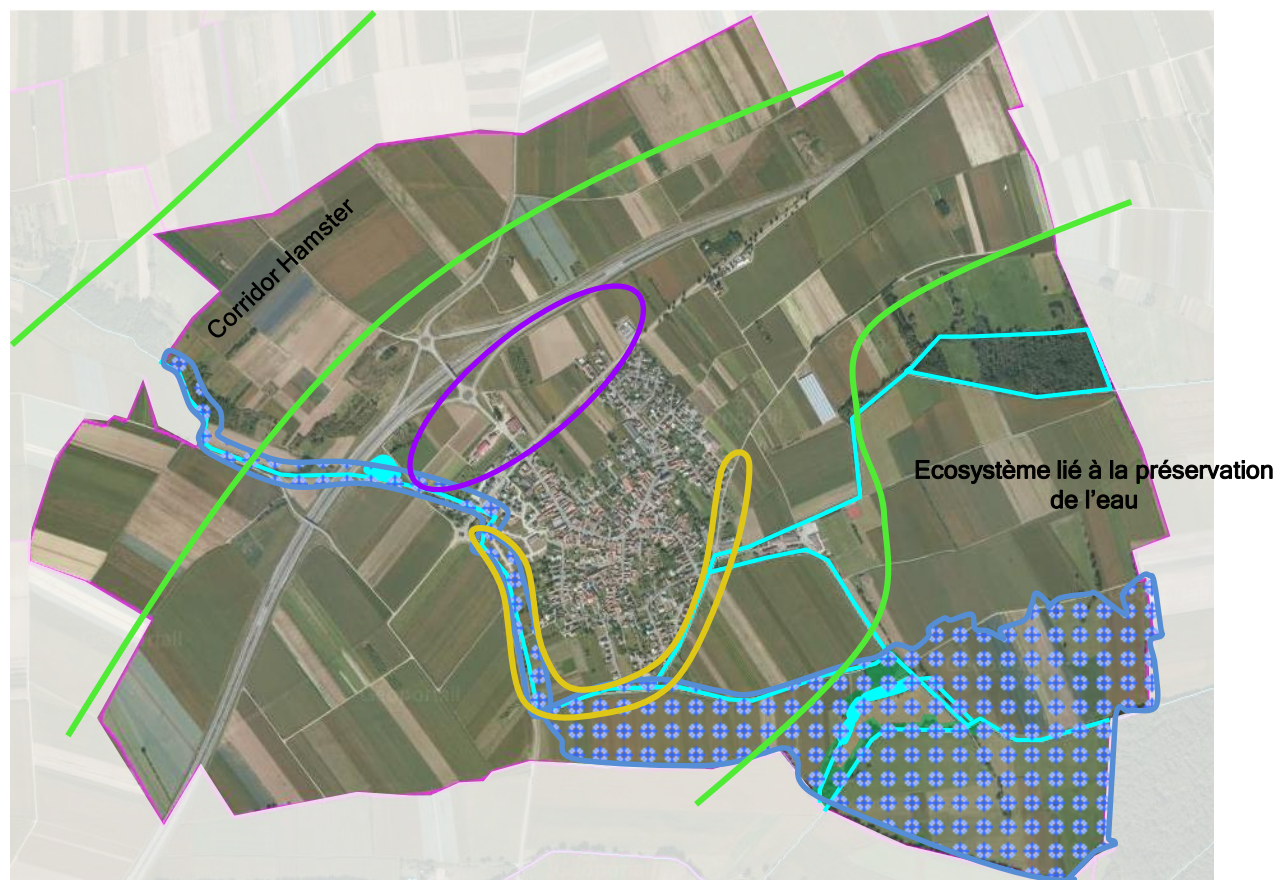 Corridor Hamster
Ecosystème lié à la préservation
de l'eau